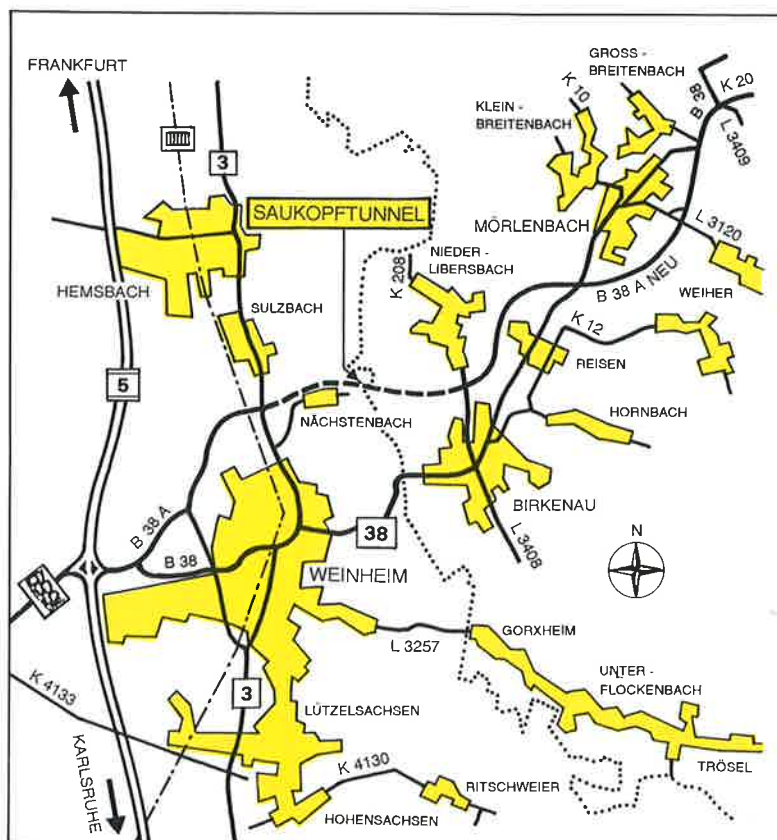 FRANKFURT
GROSS -
BREITENBACH
K 10
KLEIN -
BREITENBACH
B 38
K 20
L 3409
3
SAUKOPFTUNNEL
MÖRLENBACH
L 3120
NIEDER -
LIBERSBACH
K 208
HEMSBACH
SULZBACH
B 38 A NEU
WEIHER
K 12
REISEN
5
NÄCHSTENBACH
HORNBACH
BIRKENAU
B 38 A
38
L 3408
B 38
WEINHEIM
N
GORXHEIM
L 3257
UNTER -
FLOCKENBACH
K 4133
3
LÜTZELSACHSEN
TRÖSEL
KARLSRUHE
K 4130
RITSCHWEIER
HOHENSACHSEN